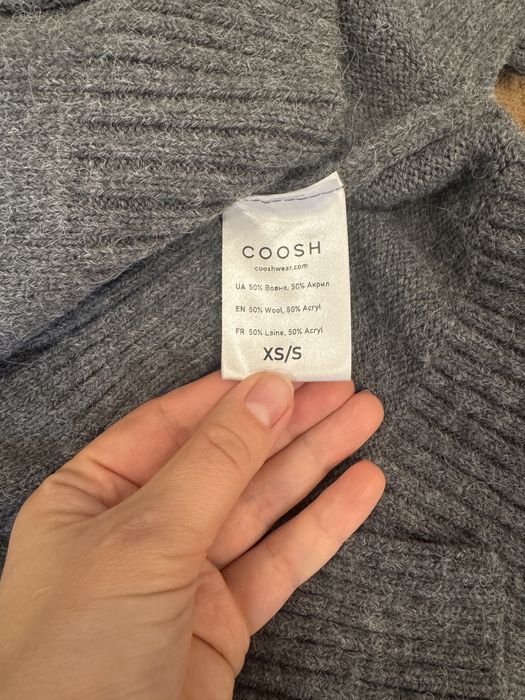 COOSH
cooshwear.com
UA 50% Вовна, 50% Акрил
EN 50% Wool, 50% Acryl
FR 50% Laine, 50% Acryl
XS/S